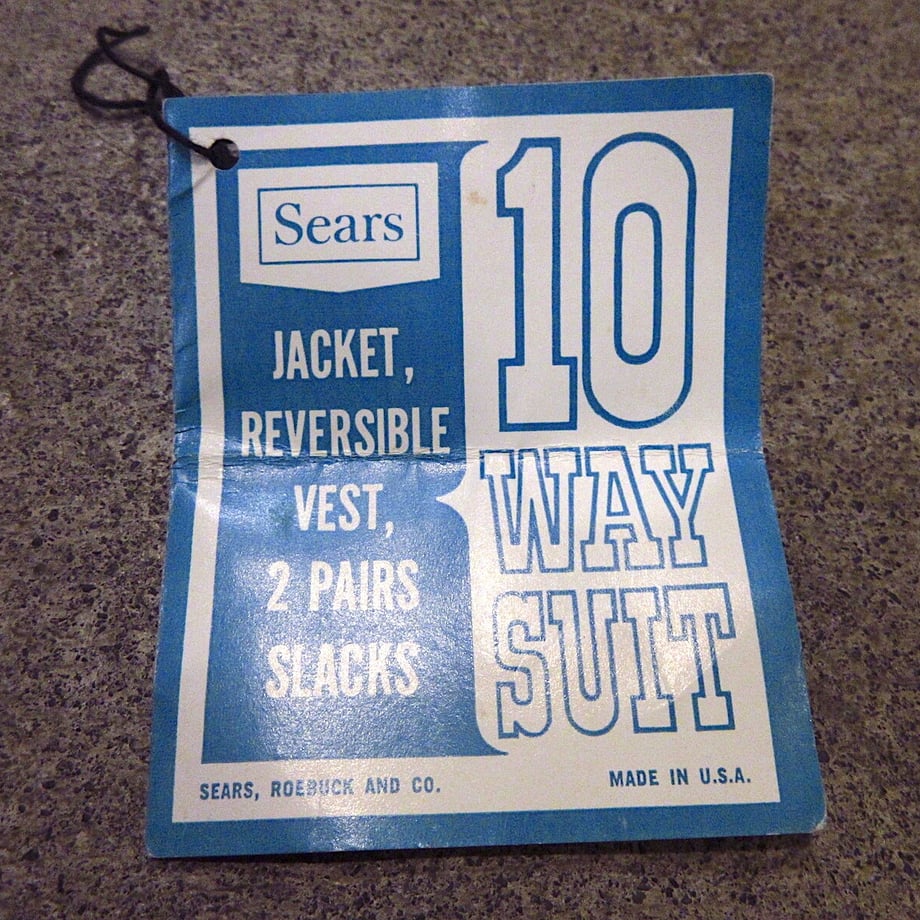 Sears
JACKET,
REVERSIBLE
VEST,
2 PAIRS
SLACKS
10
WAY
SUIT
SEARS, ROEBUCK AND CO.
MADE IN U.S.A.